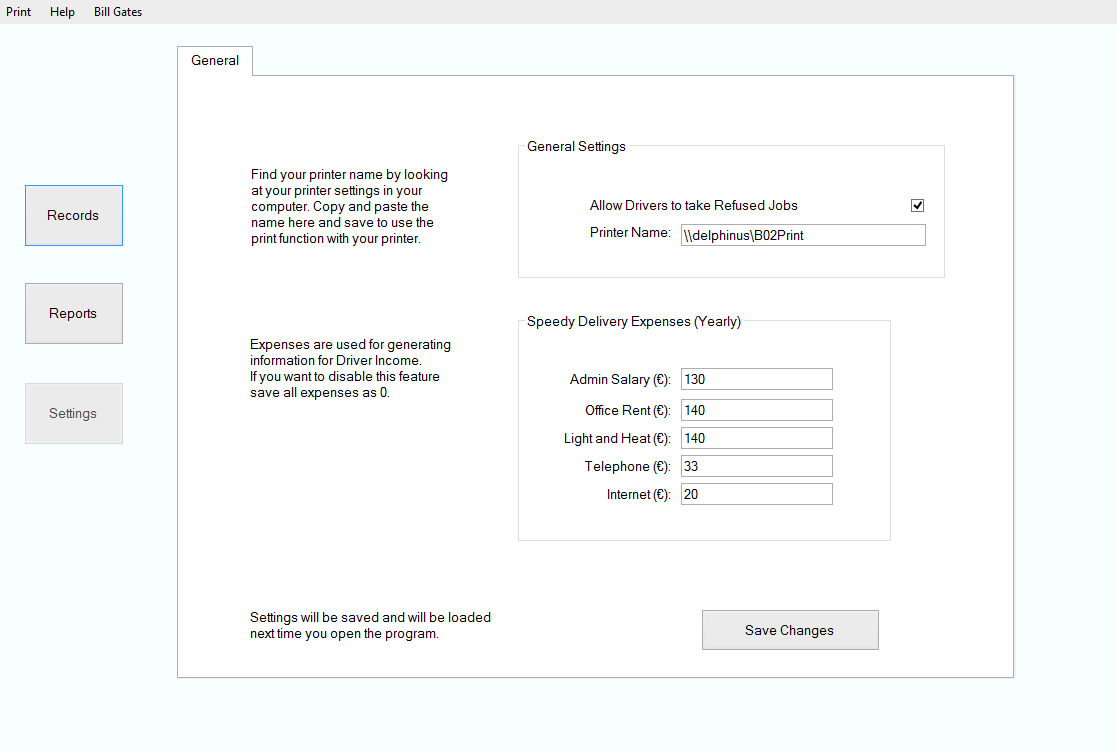 Print Help Bill Gates
General
Records
Reports
Settings
Find your printer name by looking
at your printer settings in your
computer. Copy and paste the
name here and save to use the
print function with your printer.
General Settings
Allow Drivers to take Refused Jobs
Printer Name: \\delphinus\B02Print
Expenses are used for generating
information for Driver Income.
If you want to disable this feature
save all expenses as 0.
Speedy Delivery Expenses (Yearly)
Admin Salary (€): 130
Office Rent (€): 140
Light and Heat (€): 140
Telephone (€): 33
Internet (€): 20
Settings will be saved and will be loaded
next time you open the program.
Save Changes